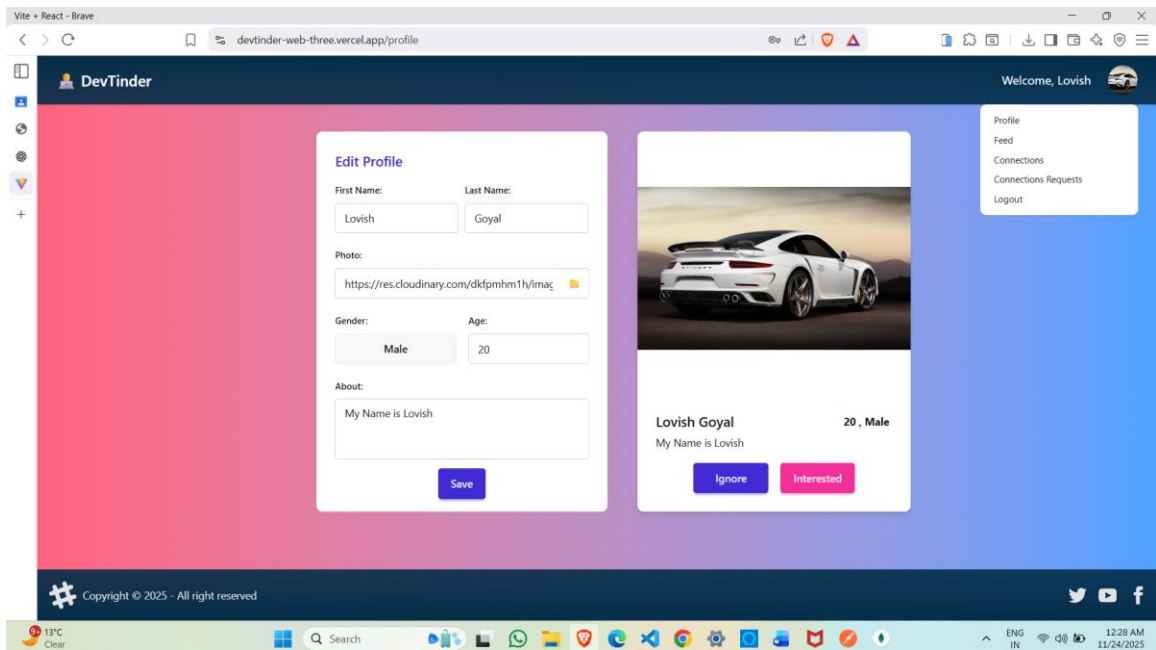 Vite + React - Brave
devtinder-web-three.vercel.app/profile
DevTinder
Welcome, Lovish
Profile
Feed
Connections
Connections Requests
Logout
Edit Profile
First Name: Last Name:
Lovish Goyal
Photo:
https://res.cloudinary.com/dkfpmhm1h/imag
Gender: Age:
Male 20
About:
My Name is Lovish
Save
Lovish Goyal 20 , Male
My Name is Lovish
Ignore Interested
Copyright © 2025 - All right reserved
9+
13°C
Clear
Search
ENG
IN
12:28 AM
11/24/2025